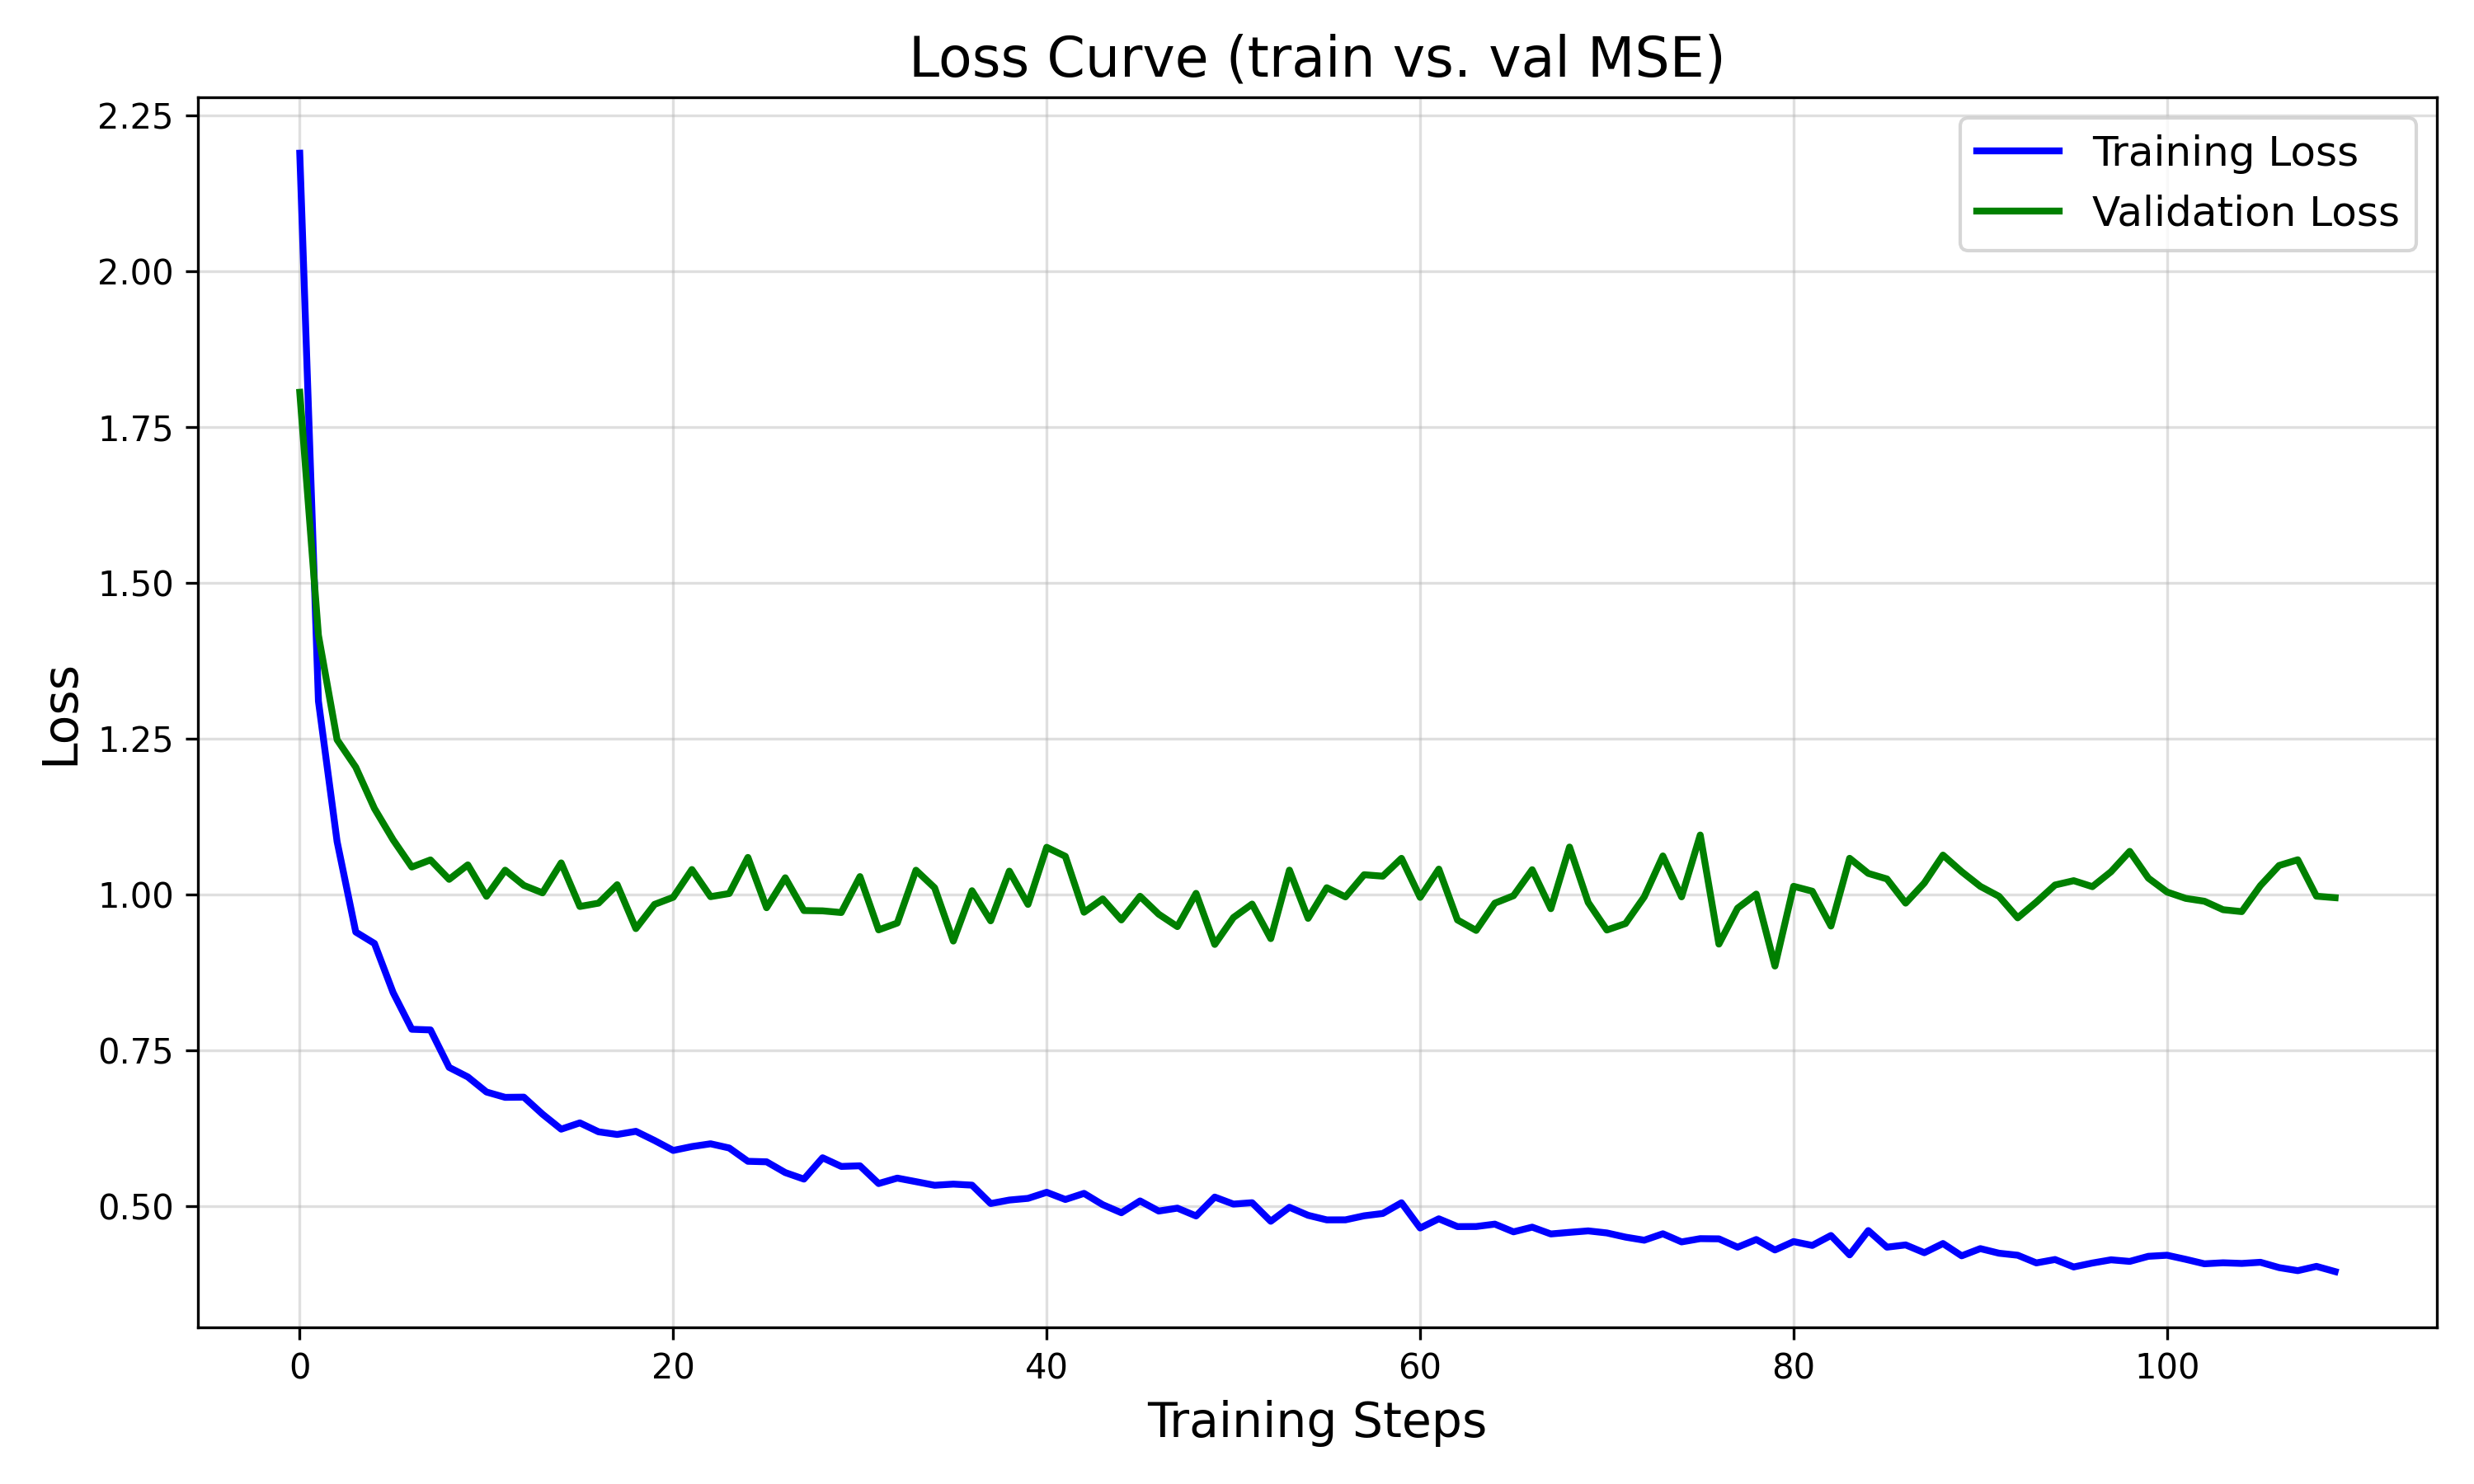 Loss Curve (train vs. val MSE)
Training Loss
Validation Loss
Loss
2.25
2.00
1.75
1.50
1.25
1.00
0.75
0.50
0 20 40 60 80 100
Training Steps